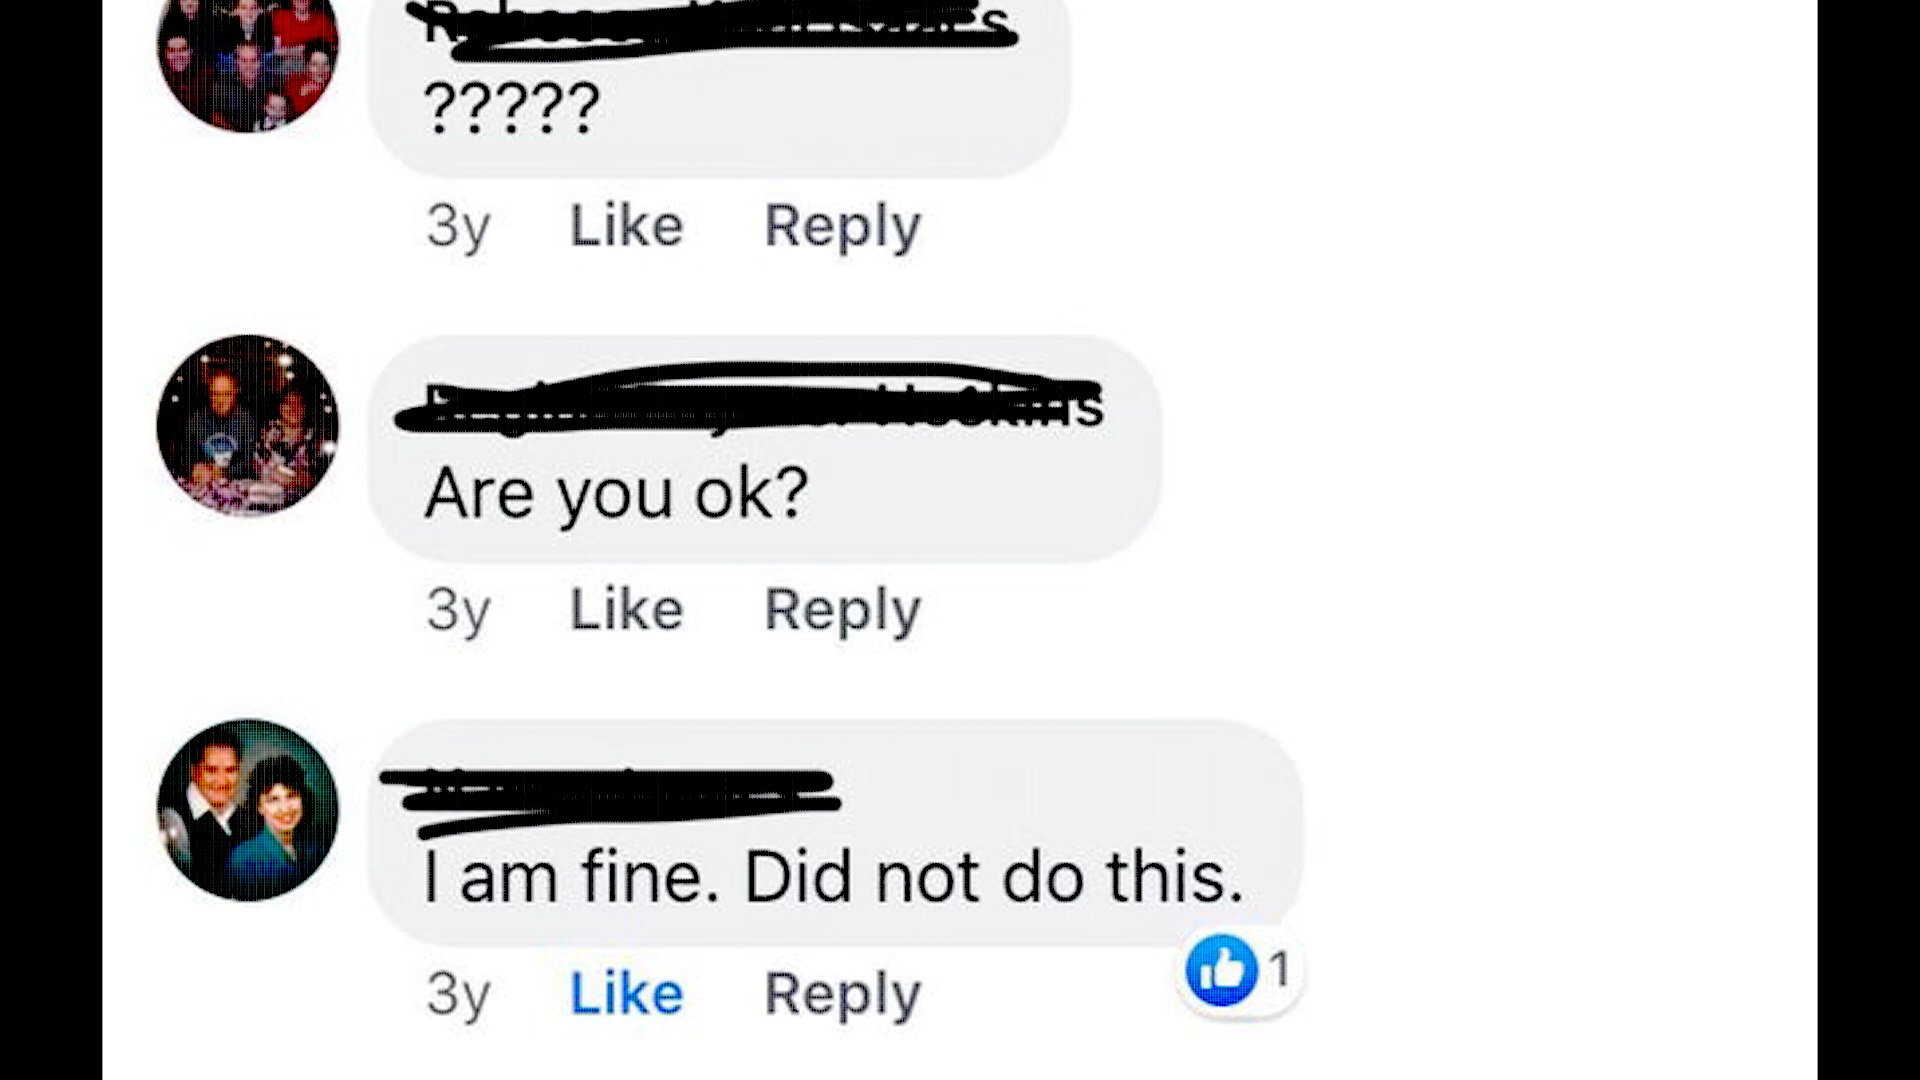 ?????
3y Like Reply
Are you ok?
3y Like Reply
I am fine. Did not do this.
1
3y Like Reply